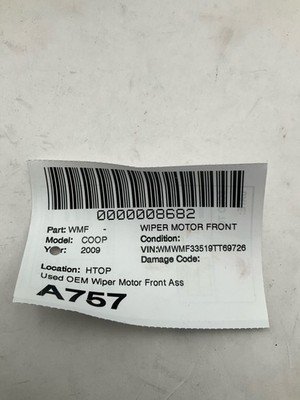 0000008682
Part: WMF - WIPER MOTOR FRONT
Model: COOP Condition:
Year: 2009 VIN:WMWMF33519TT69726
Damage Code:
Location: HTOP
Used OEM Wiper Motor Front Ass
A757